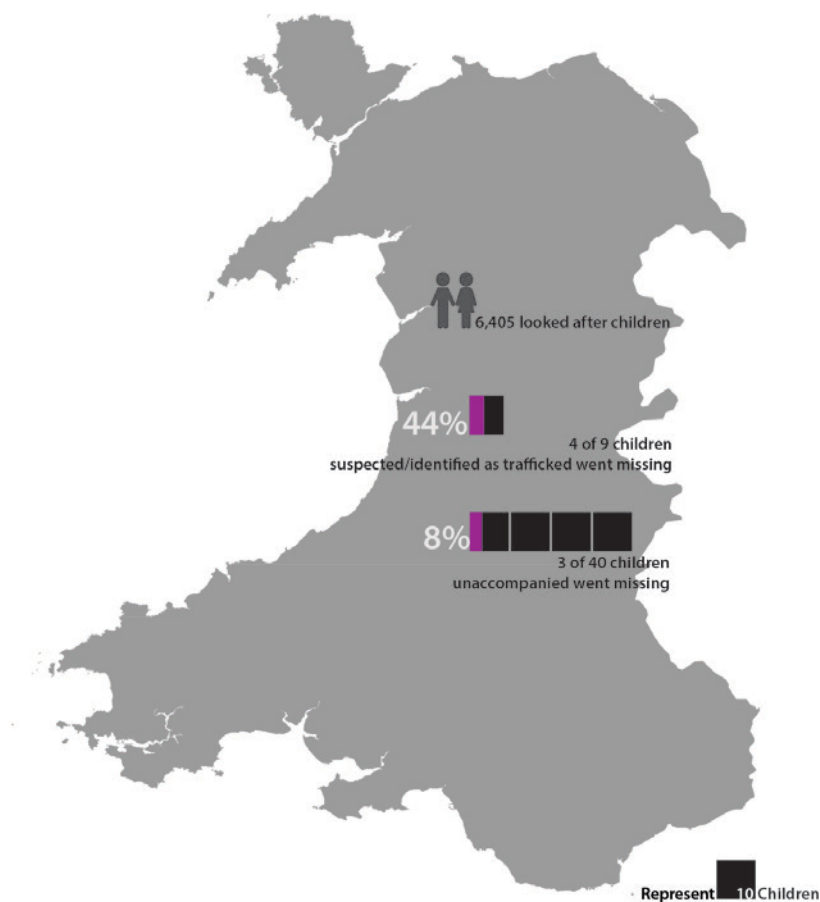 6,405 looked after children
44%
4 of 9 children
suspected/identified as trafficked went missing
8%
3 of 40 children
unaccompanied went missing
Represent 10 Children